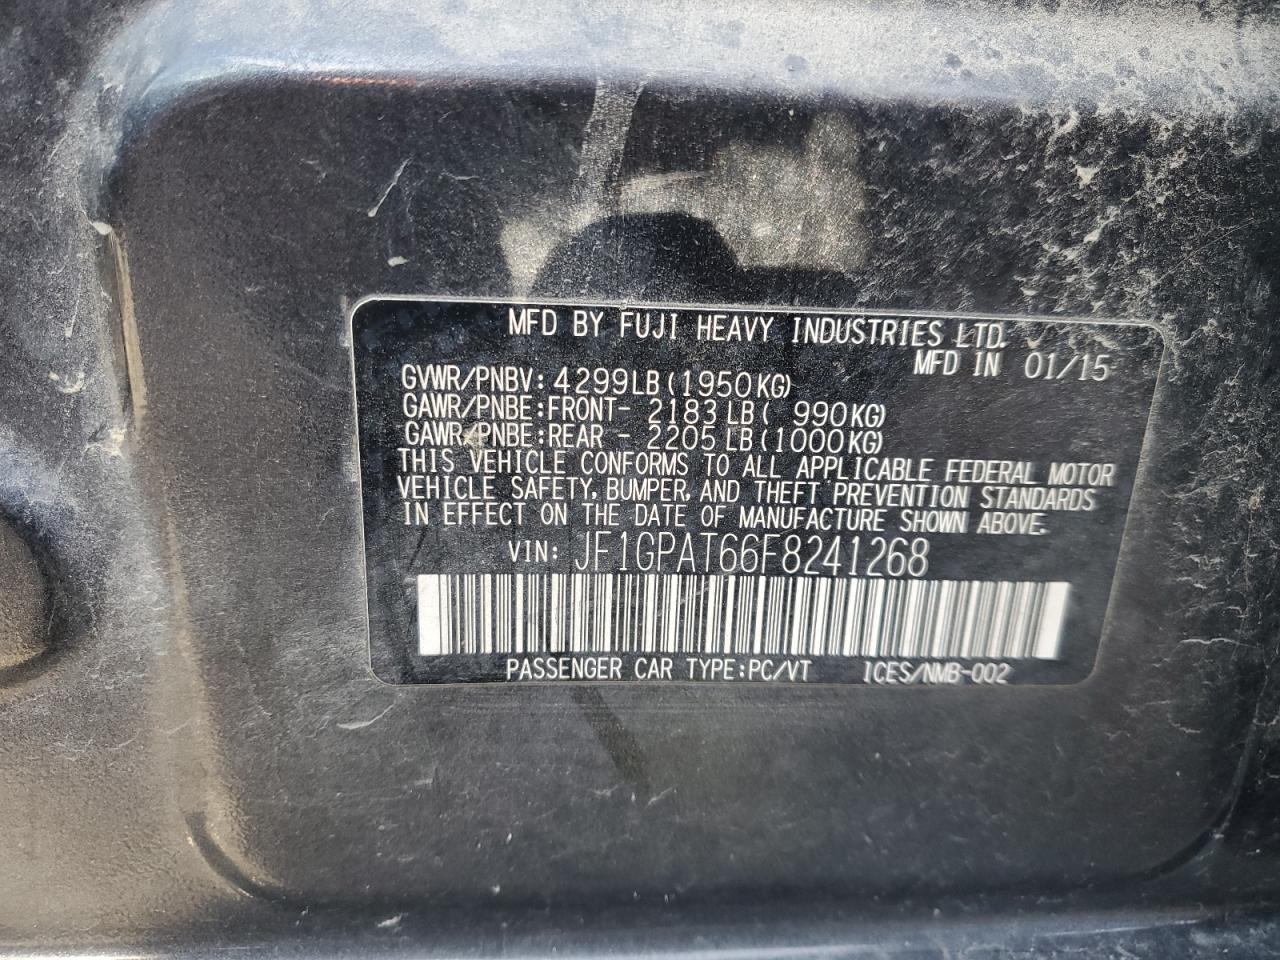 MFD BY FUJI HEAVY INDUSTRIES LTD.
MFD IN 01/15
GVWR/PNBV: 4299LB (1950KG)
GAWR/PNBE:FRONT- 2183 LB ( 990KG)
GAWR/PNBE:REAR - 2205 LB (1000KG)
THIS VEHICLE CONFORMS TO ALL APPLICABLE FEDERAL MOTOR
VEHICLE SAFETY, BUMPER, AND THEFT PREVENTION STANDARDS
IN EFFECT ON THE DATE OF MANUFACTURE SHOWN ABOVE.
VIN: JF1GPAT66F8241268
PASSENGER CAR TYPE:PC/VT ICES/NMB-002